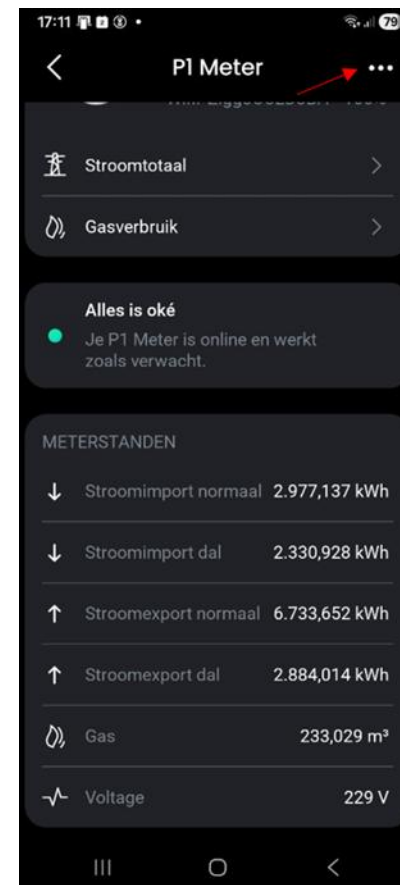 17:11
79
P1 Meter
Stroomtotaal
Gasverbruik
Alles is oké
Je P1 Meter is online en werkt
zoals verwacht.
METERSTANDEN
Stroomimport normaal 2.977,137 kWh
Stroomimport dal 2.330,928 kWh
Stroomexport normaal 6.733,652 kWh
Stroomexport dal 2.884,014 kWh
Gas 233,029 m³
Voltage 229 V